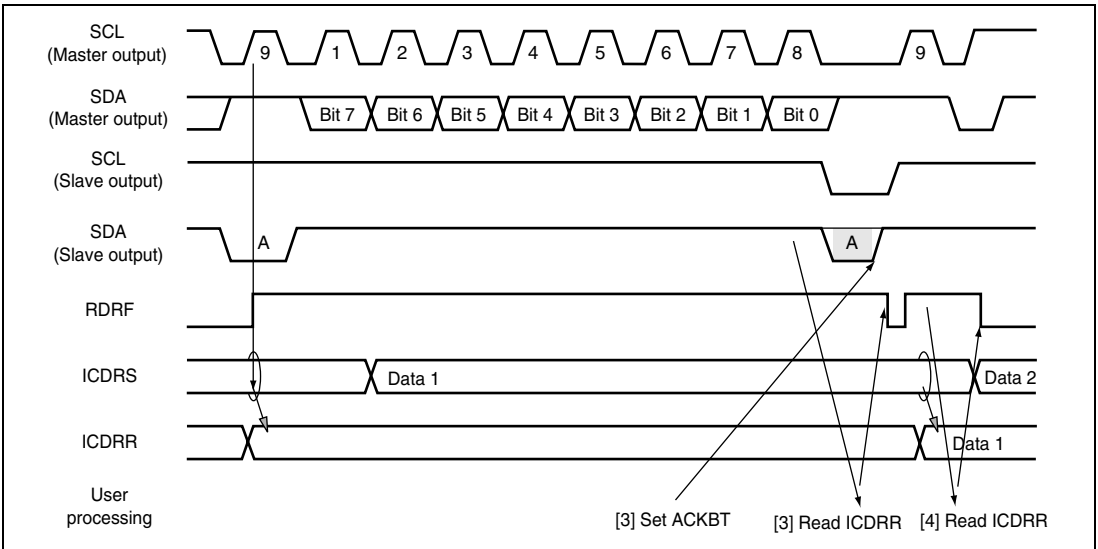 SCL
(Master output)
9 1 2 3 4 5 6 7 8 9
SDA
(Master output)
Bit 7 Bit 6 Bit 5 Bit 4 Bit 3 Bit 2 Bit 1 Bit 0
SCL
(Slave output)
SDA
(Slave output)
A A
RDRF
ICDRS
Data 1 Data 2
ICDRR
Data 1
User
processing
[3] Set ACKBT [3] Read ICDRR [4] Read ICDRR